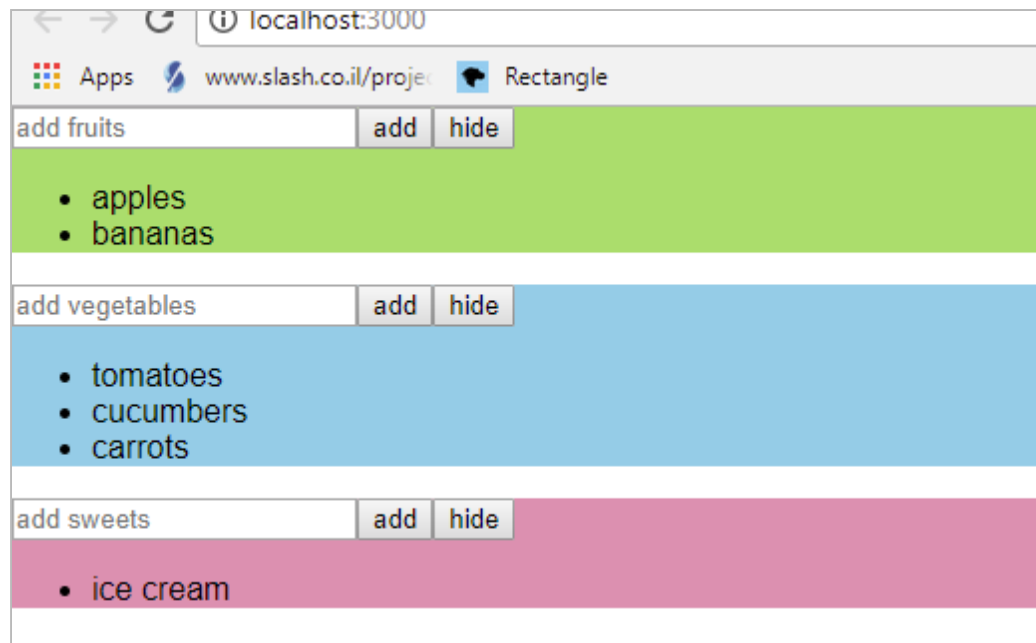 localhost:3000
Apps www.slash.co.il/proje Rectangle
add fruits add hide
apples
bananas
add vegetables add hide
tomatoes
cucumbers
carrots
add sweets add hide
ice cream